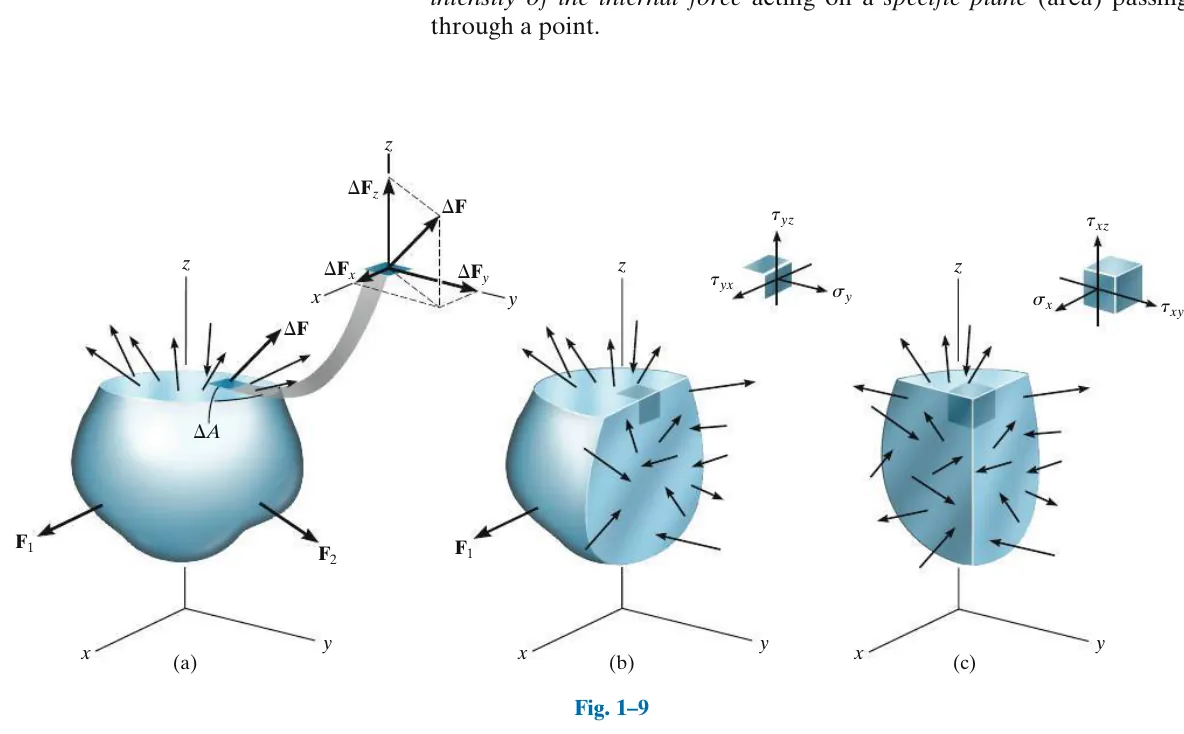 intensity of the internal force acting on a specific plane (area) passing
through a point.
z
ΔF_z
ΔF
ΔF_x
ΔF_y
x
y
z
ΔF
ΔA
F_1
F_2
x
y
(a)
τ_yz
τ_yx
σ_y
z
F_1
x
y
(b)
τ_xz
σ_x
τ_xy
z
x
y
(c)
Fig. 1–9